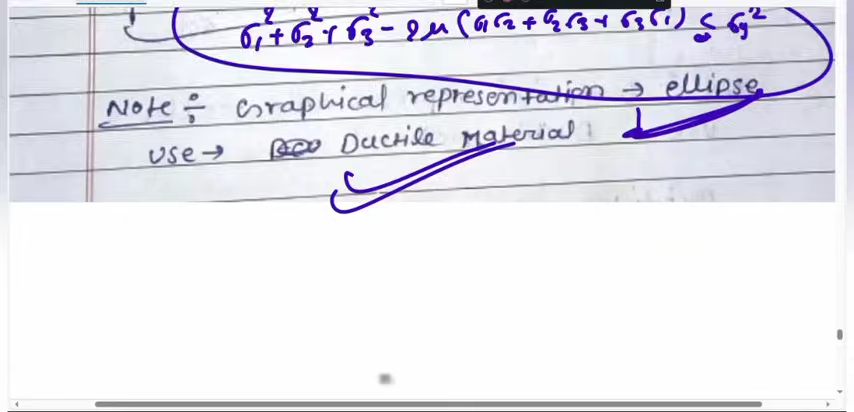 σ₁² + σ₂² + σ₃² - 2μ (σ₁σ₂ + σ₂σ₃ + σ₃σ₁) ≤ σy²
Note ÷ Graphical representation → ellipse
use → Ductile Material